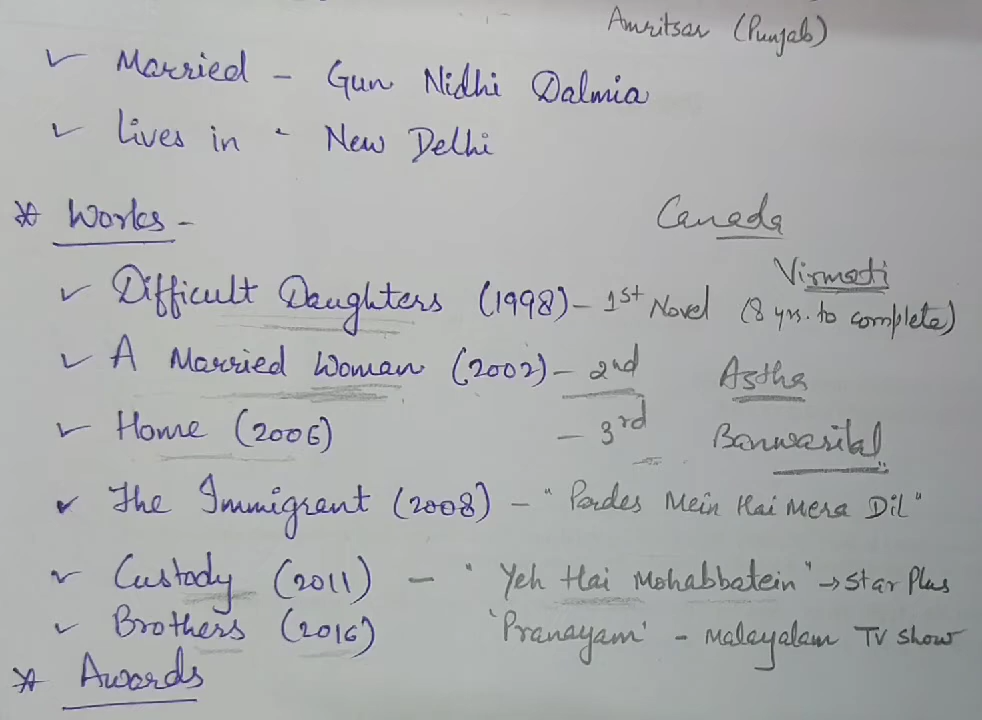 Amritsar (Punjab)
✓ Married - Gun Nidhi Dalmia
✓ Lives in - New Delhi
* Works -
Canada
Virmati
✓ Difficult Daughters (1998) - 1st Novel (8 yrs. to complete)
✓ A Married Woman (2002) - 2nd Astha
✓ Home (2006) - 3rd Banwarilal
✓ The Immigrant (2008) - "Pardes Mein Hai Mera Dil"
✓ Custody (2011) - "Yeh Hai Mohabbatein" → Star Plus
✓ Brothers (2016) 'Pranayam' - Malayalam TV show
* Awards